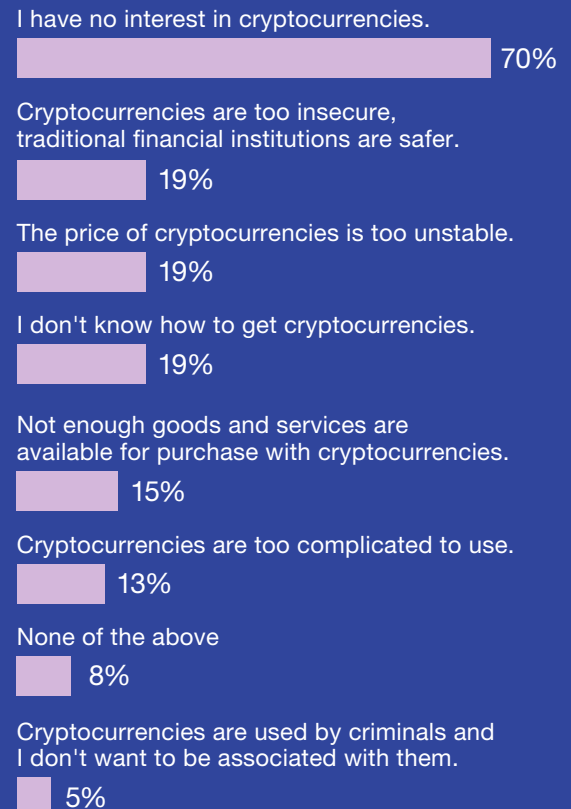 I have no interest in cryptocurrencies.
70%
Cryptocurrencies are too insecure,
traditional financial institutions are safer.
19%
The price of cryptocurrencies is too unstable.
19%
I don't know how to get cryptocurrencies.
19%
Not enough goods and services are
available for purchase with cryptocurrencies.
15%
Cryptocurrencies are too complicated to use.
13%
None of the above
8%
Cryptocurrencies are used by criminals and
I don't want to be associated with them.
5%